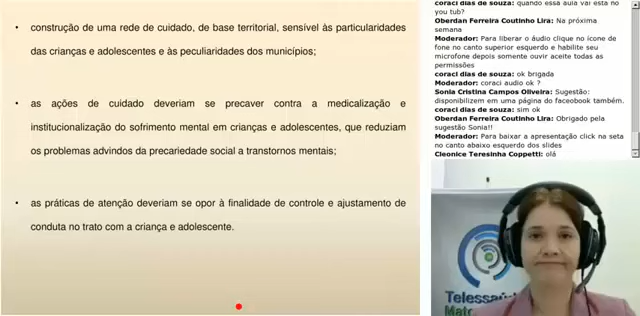 • construção de uma rede de cuidado, de base territorial, sensível às particularidades
das crianças e adolescentes e às peculiaridades dos municípios;
• as ações de cuidado deveriam se precaver contra a medicalização e
institucionalização do sofrimento mental em crianças e adolescentes, que reduziam
os problemas advindos da precariedade social a transtornos mentais;
• as práticas de atenção deveriam se opor à finalidade de controle e ajustamento de
conduta no trato com a criança e adolescente.
coraci dias de souza: quando essa aula vai esta no
you tub?
Oberdan Ferreira Coutinho Lira: Na próxima
semana
Moderador: Para liberar o áudio clique no ícone de
fone no canto superior esquerdo e habilite seu
microfone depois somente ouvir aceite todas as
permissões
coraci dias de souza: ok brigada
Moderador: coraci audio ok ?
Sonia Cristina Campos Oliveira: Sugestão:
disponibilizem em uma página do faceobook também.
coraci dias de souza: sim ok
Oberdan Ferreira Coutinho Lira: Obrigado pela
sugestão Sonia!!
Moderador: Para baixar a apresentação click na seta
no canto abaixo esquerdo dos slides
Cleonice Teresinha Coppetti: olá
Telessaú
Mato